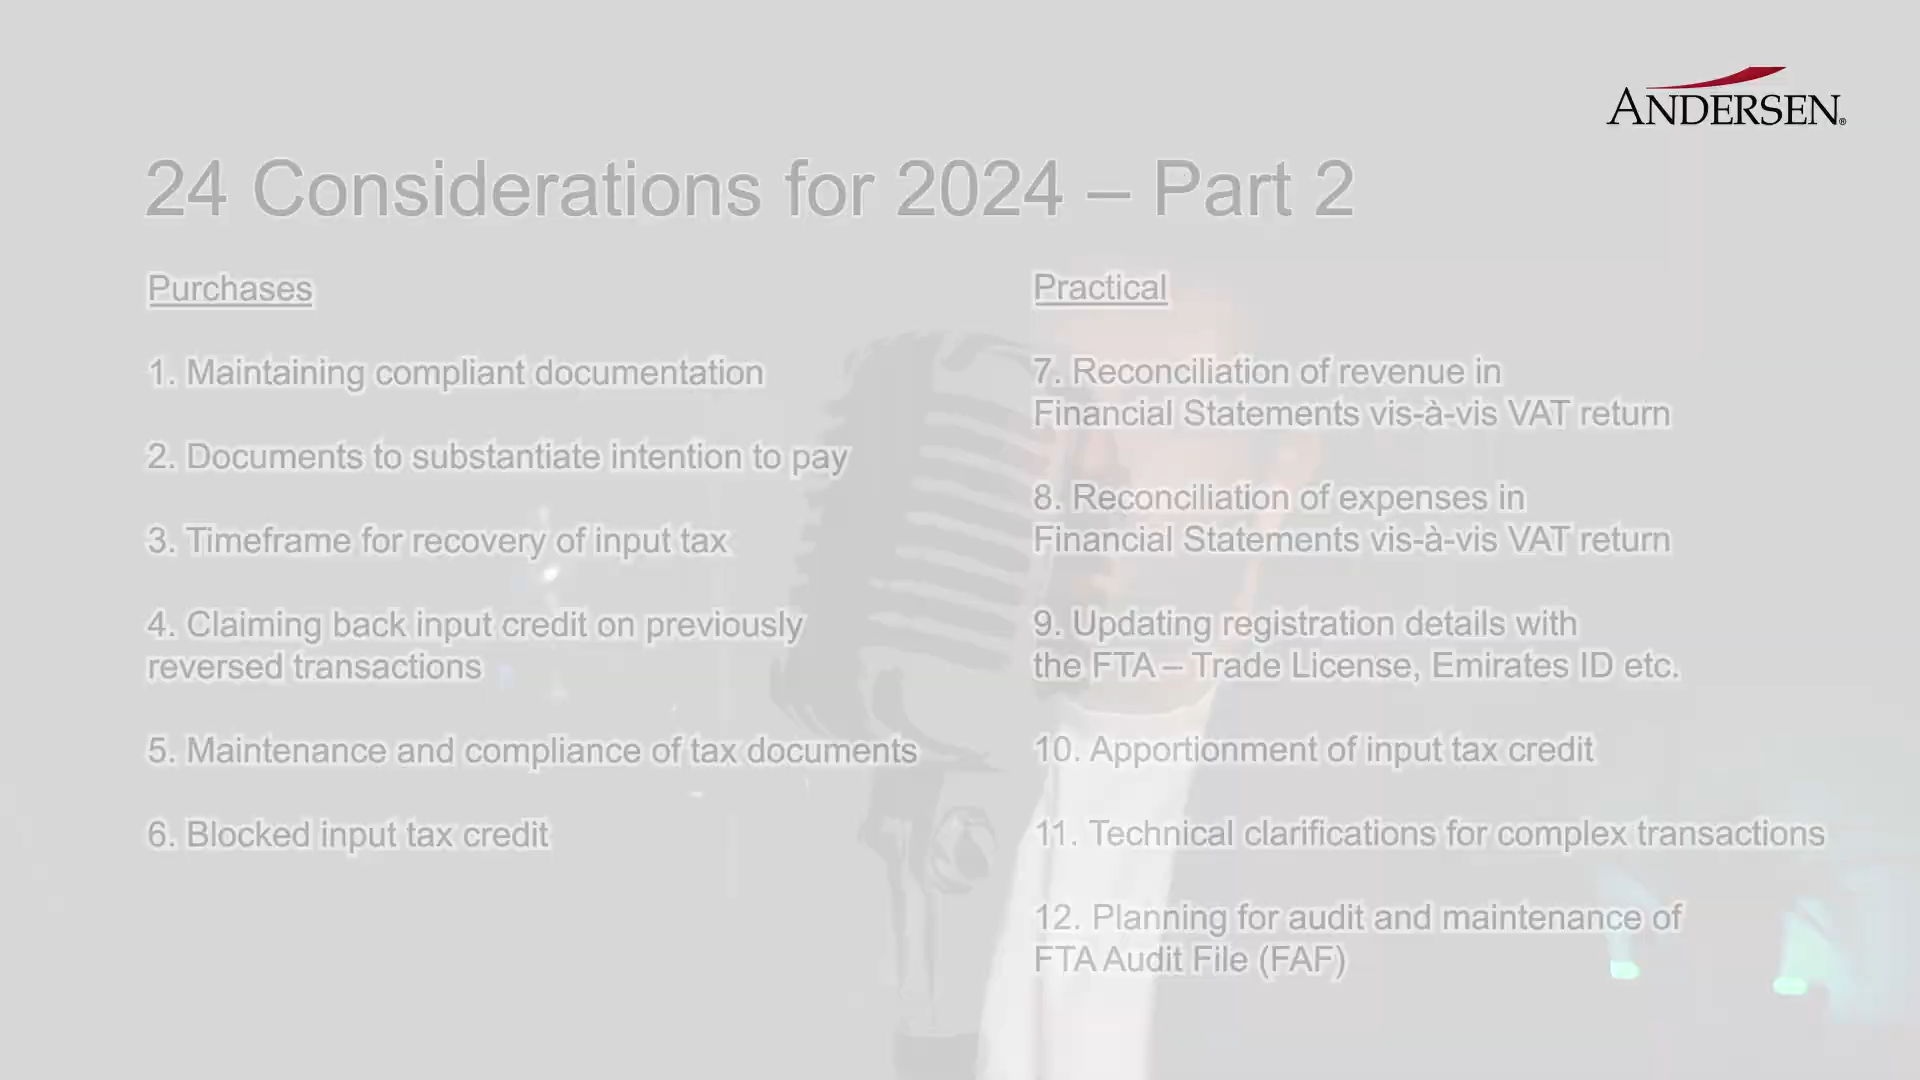 ANDERSEN®
24 Considerations for 2024 – Part 2
Purchases
1. Maintaining compliant documentation
2. Documents to substantiate intention to pay
3. Timeframe for recovery of input tax
4. Claiming back input credit on previously
reversed transactions
5. Maintenance and compliance of tax documents
6. Blocked input tax credit
Practical
7. Reconciliation of revenue in
Financial Statements vis-à-vis VAT return
8. Reconciliation of expenses in
Financial Statements vis-à-vis VAT return
9. Updating registration details with
the FTA – Trade License, Emirates ID etc.
10. Apportionment of input tax credit
11. Technical clarifications for complex transactions
12. Planning for audit and maintenance of
FTA Audit File (FAF)